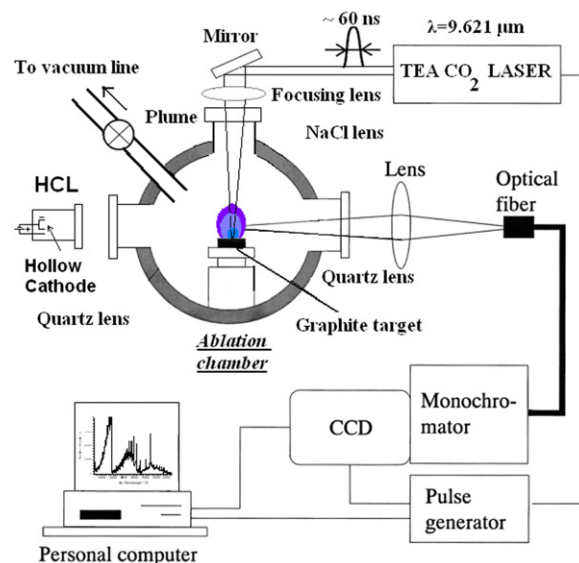 ~ 60 ns
λ=9.621 μm
Mirror
TEA CO2 LASER
To vacuum line
Focusing lens
Plume
NaCl lens
HCL
Lens
Optical
fiber
Hollow
Cathode
Quartz lens
Quartz lens
Graphite target
Ablation
chamber
Monochro-
mator
CCD
Pulse
generator
Personal computer